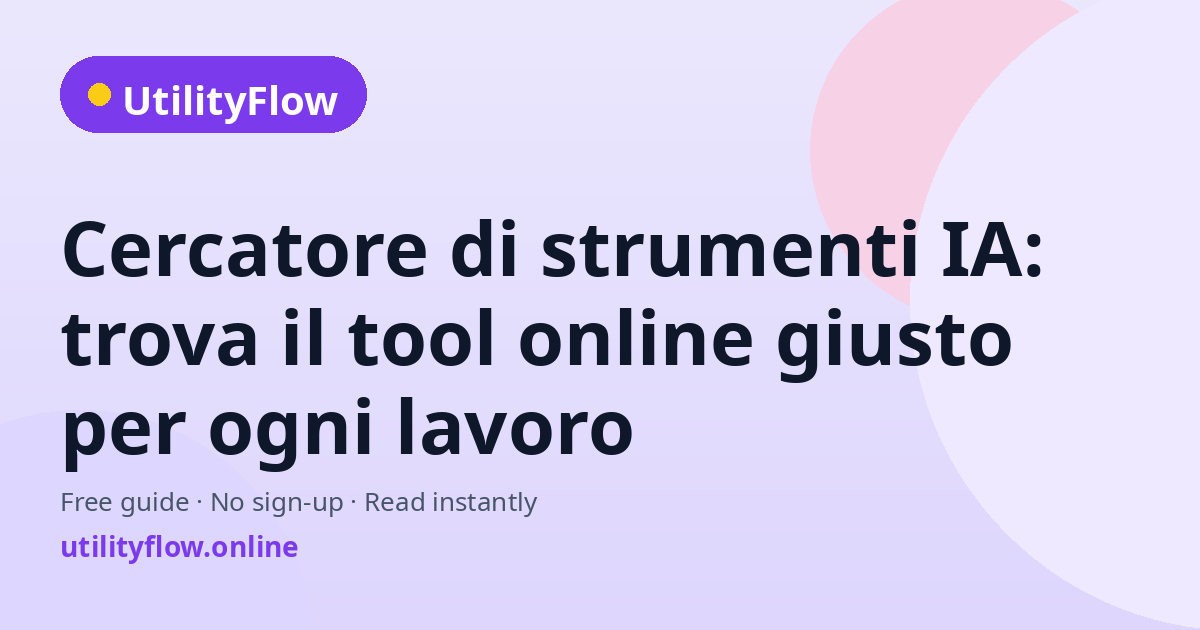 UtilityFlow
Cercatore di strumenti IA:
trova il tool online giusto
per ogni lavoro
Free guide · No sign-up · Read instantly
utilityflow.online